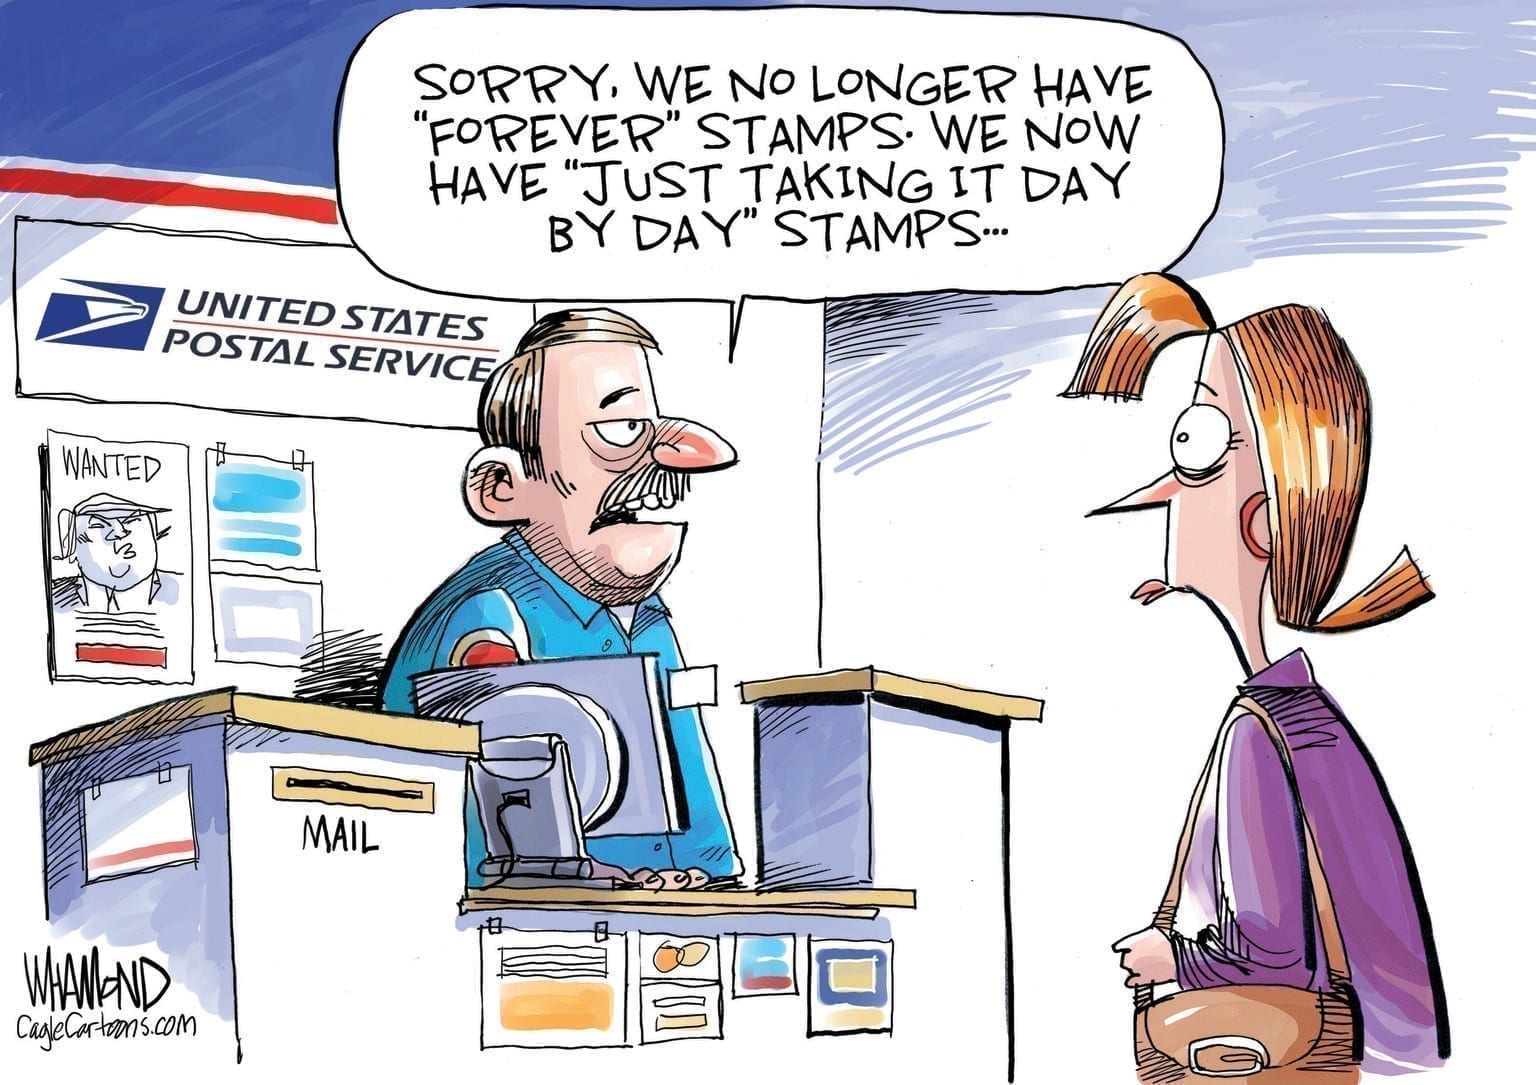 SORRY, WE NO LONGER HAVE
"FOREVER" STAMPS. WE NOW
HAVE "JUST TAKING IT DAY
BY DAY" STAMPS...
UNITED STATES
POSTAL SERVICE
WANTED
MAIL
WHAMOND
CagleCartoons.com